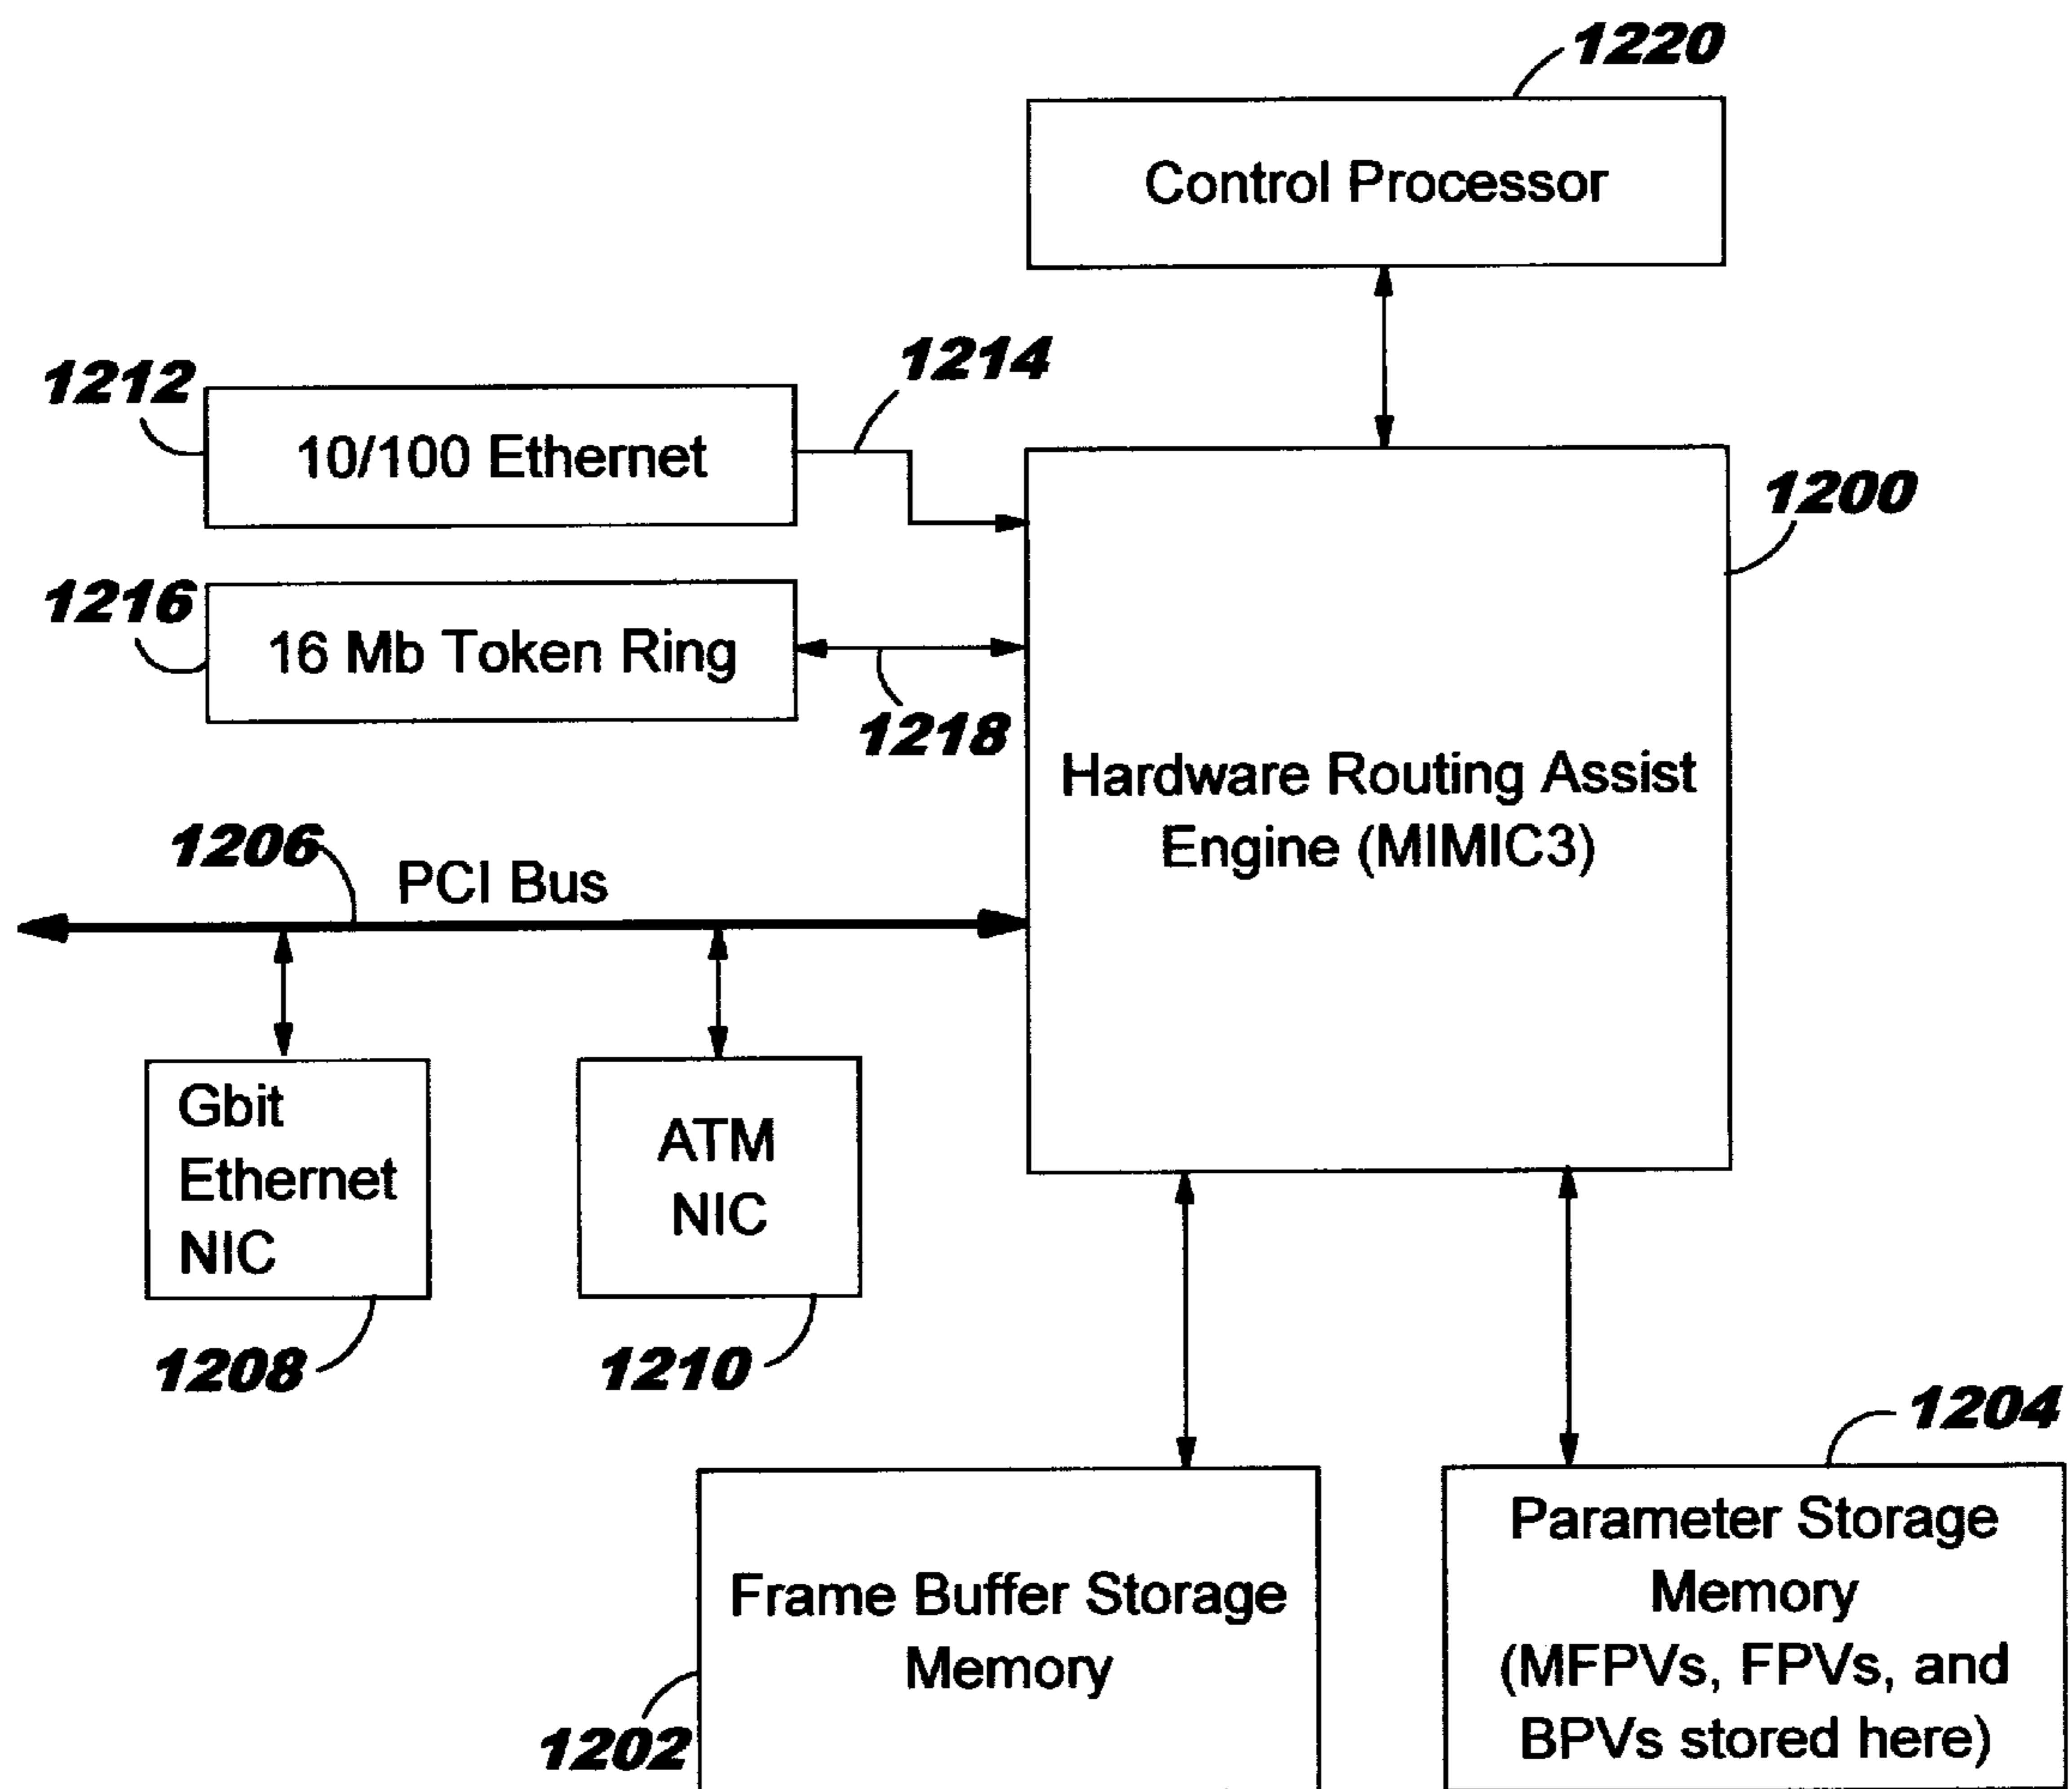 1220
Control Processor
1212
1214
10/100 Ethernet
1200
1216
16 Mb Token Ring
1218
Hardware Routing Assist
Engine (MIMIC3)
1206
PCI Bus
Gbit
Ethernet
NIC
ATM
NIC
1208
1210
1204
Frame Buffer Storage
Memory
Parameter Storage
Memory
(MFPVs, FPVs, and
BPVs stored here)
1202